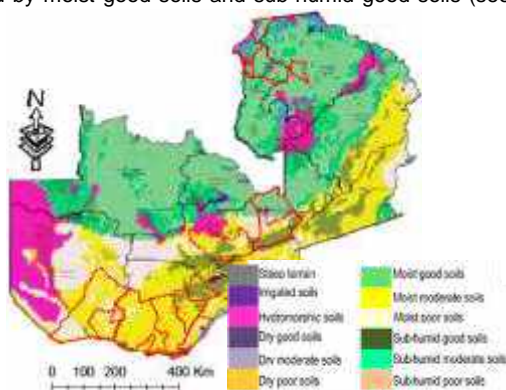 by moist good soils and sub-humid good soils
N
Steep terrain
Irrigated soils
Hydromorphic soils
Dry good soils
Dry moderate soils
Dry poor soils
Moist good soils
Moist moderate soils
Moist poor soils
Sub-humid good soils
Sub-humid moderate soils
Sub-humid poor soils
0 100 200 400 Km